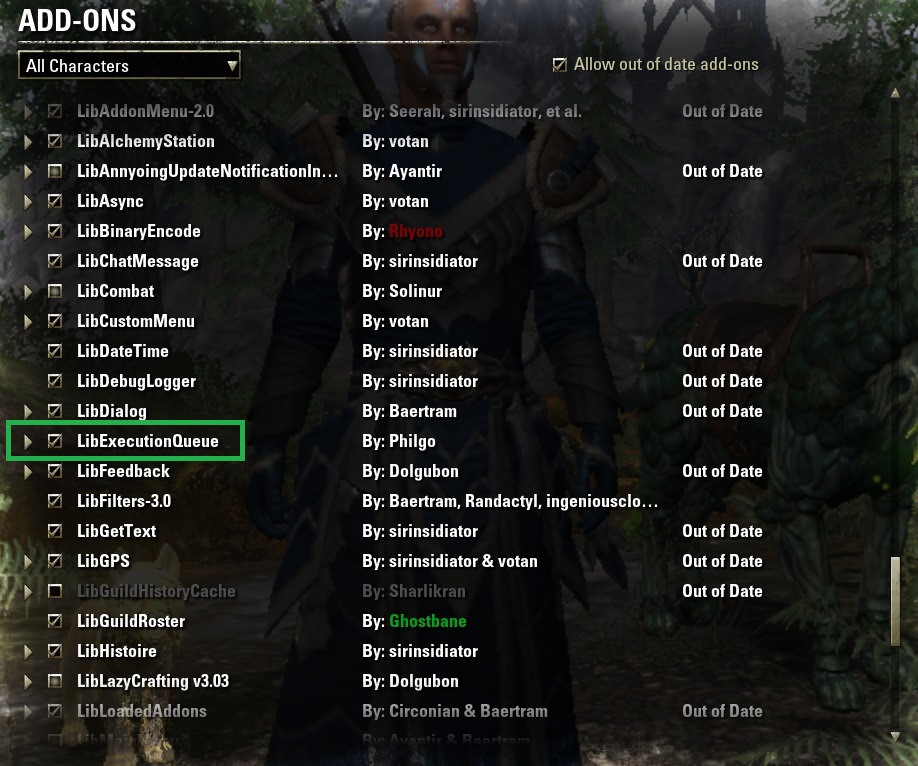 ADD-ONS
All Characters
Allow out of date add-ons
LibAddonMenu-2.0 By: Seerah, sirinsidiator, et al. Out of Date
LibAlchemyStation By: votan
LibAnnyoingUpdateNotificationIn... By: Ayantir Out of Date
LibAsync By: votan
LibBinaryEncode By: Rhyono
LibChatMessage By: sirinsidiator Out of Date
LibCombat By: Solinur
LibCustomMenu By: votan
LibDateTime By: sirinsidiator Out of Date
LibDebugLogger By: sirinsidiator Out of Date
LibDialog By: Baertram Out of Date
LibExecutionQueue By: Philgo
LibFeedback By: Dolgubon Out of Date
LibFilters-3.0 By: Baertram, Randactyl, ingeniousclo...
LibGetText By: sirinsidiator Out of Date
LibGPS By: sirinsidiator & votan Out of Date
LibGuildHistoryCache By: Sharlikran Out of Date
LibGuildRoster By: Ghostbane
LibHistoire By: sirinsidiator
LibLazyCrafting v3.03 By: Dolgubon
LibLoadedAddons By: Circonian & Baertram Out of Date
By: Ayantir & Baertram